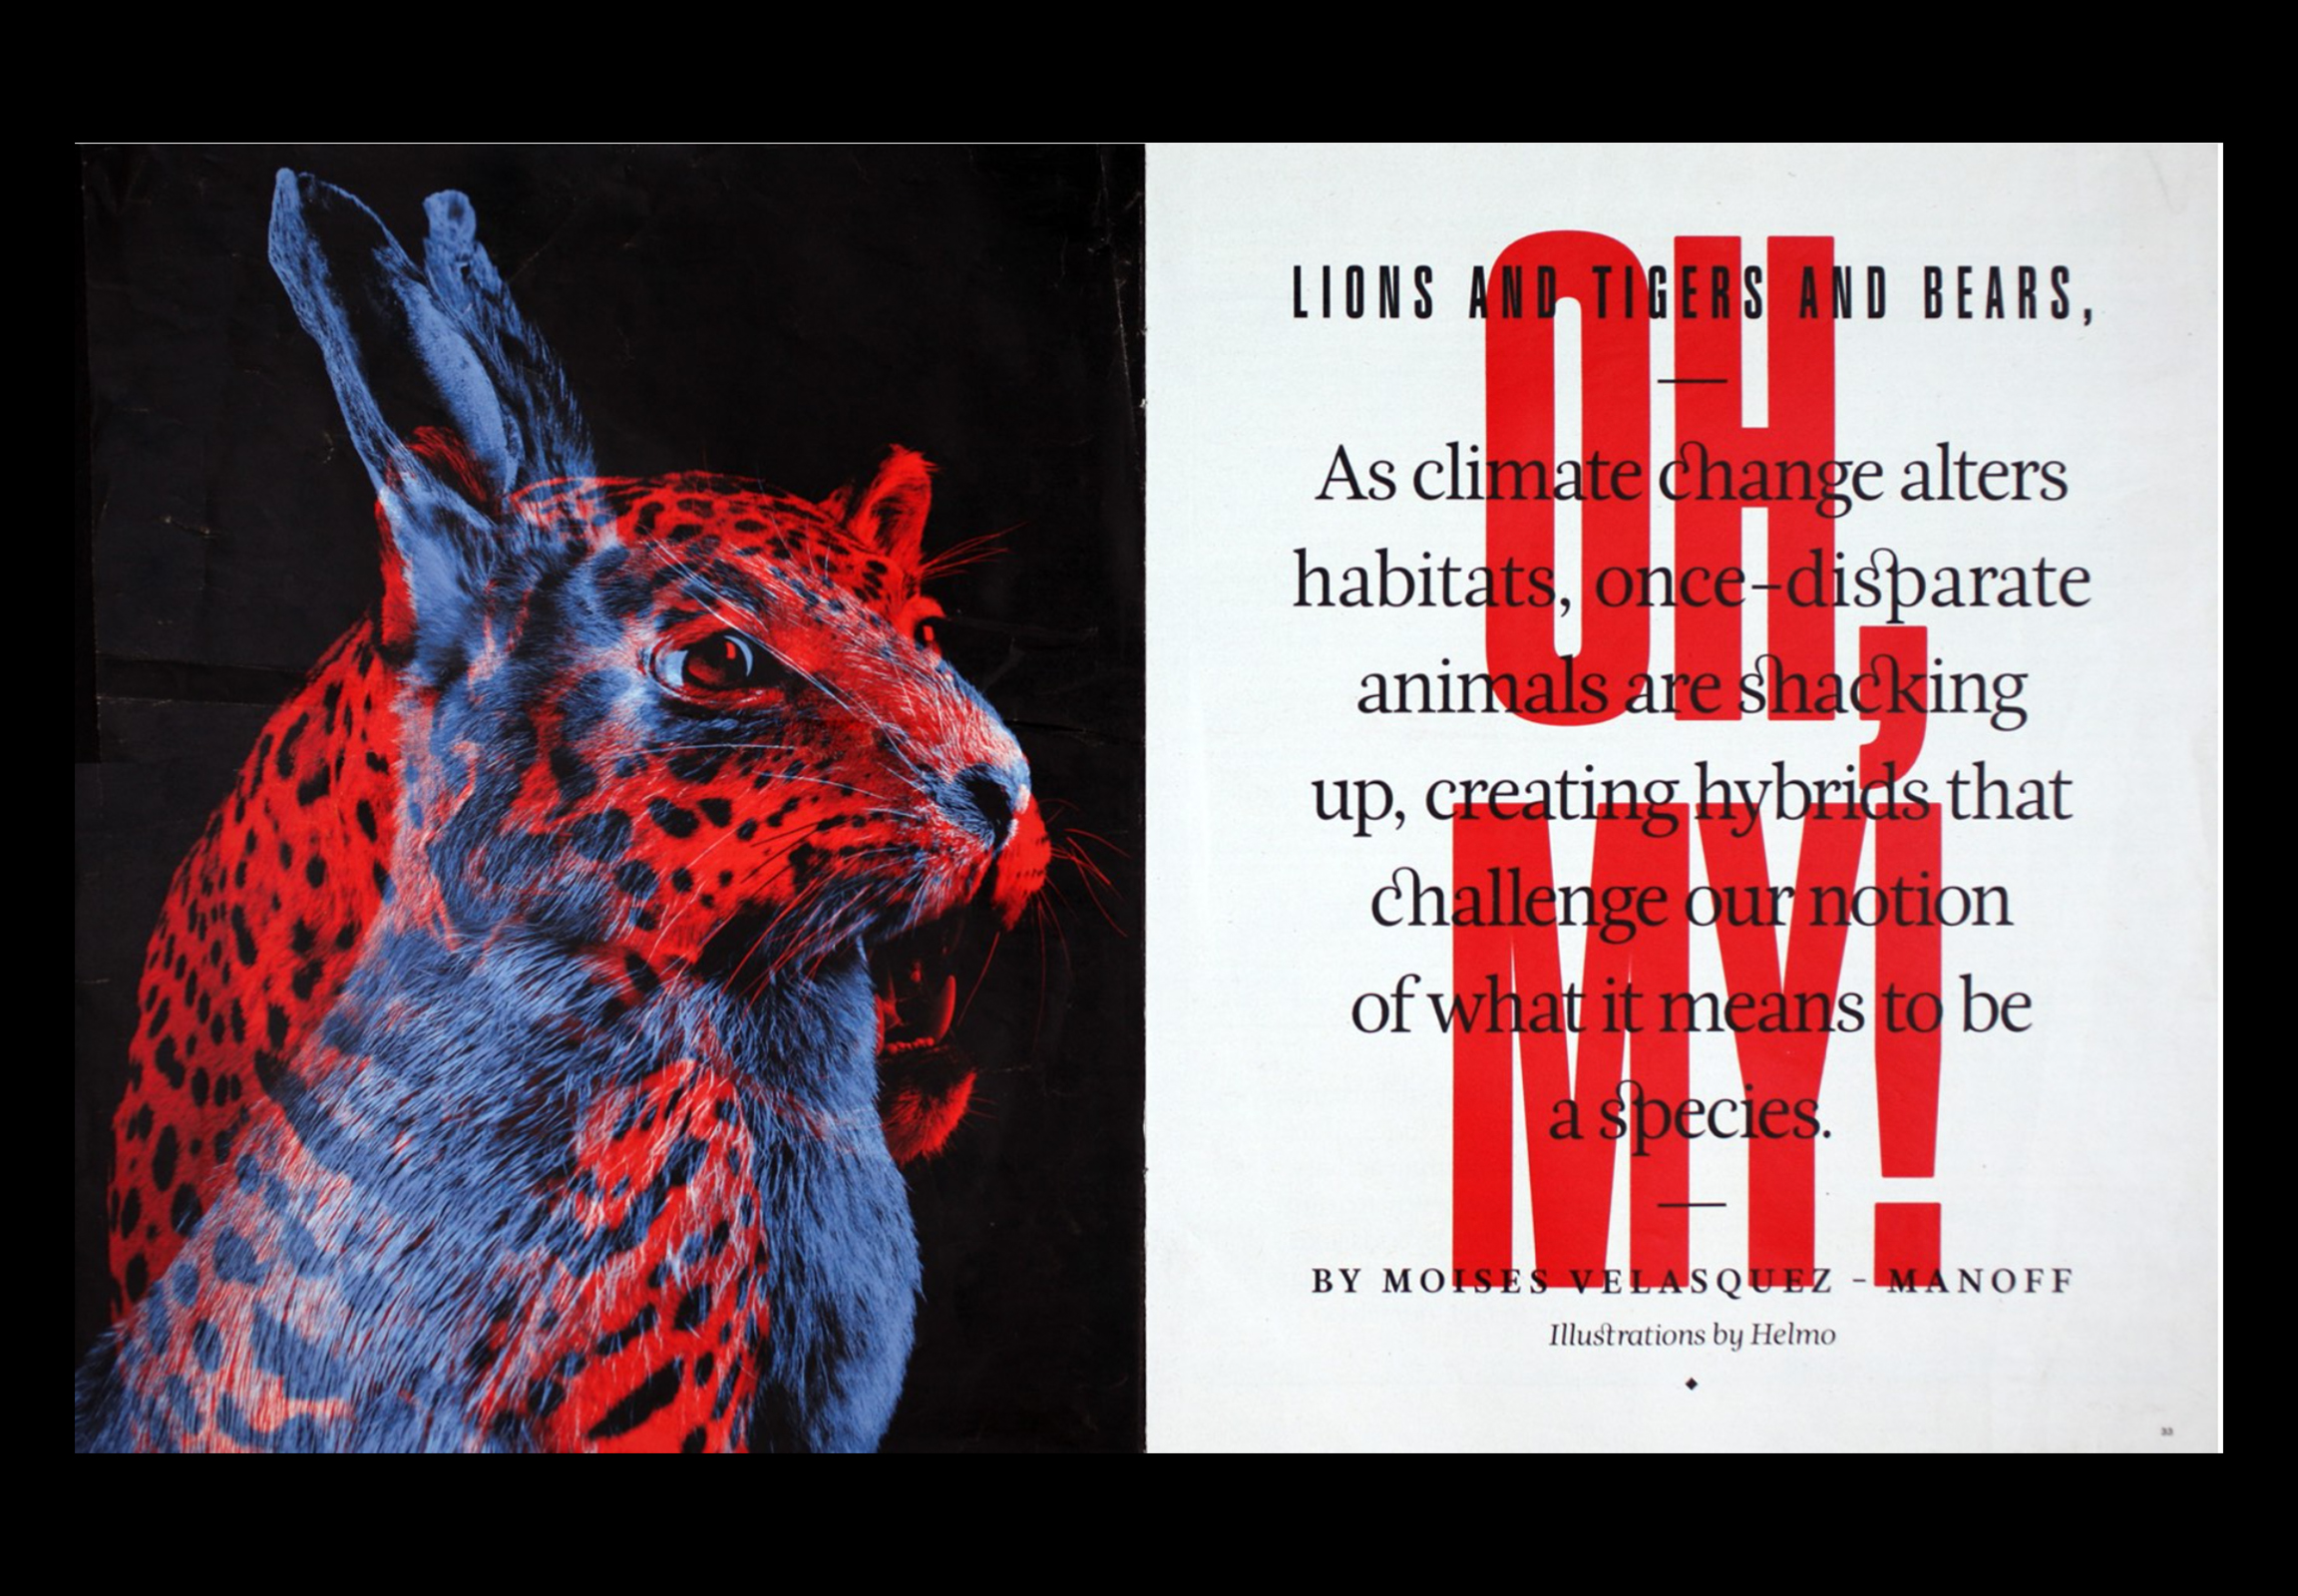 LIONS AND TIGERS AND BEARS,
OH,
MY!
As climate change alters
habitats, once-disparate
animals are shacking
up, creating hybrids that
challenge our notion
of what it means to be
a species.
BY MOISES VELASQUEZ - MANOFF
Illustrations by Helmo
33